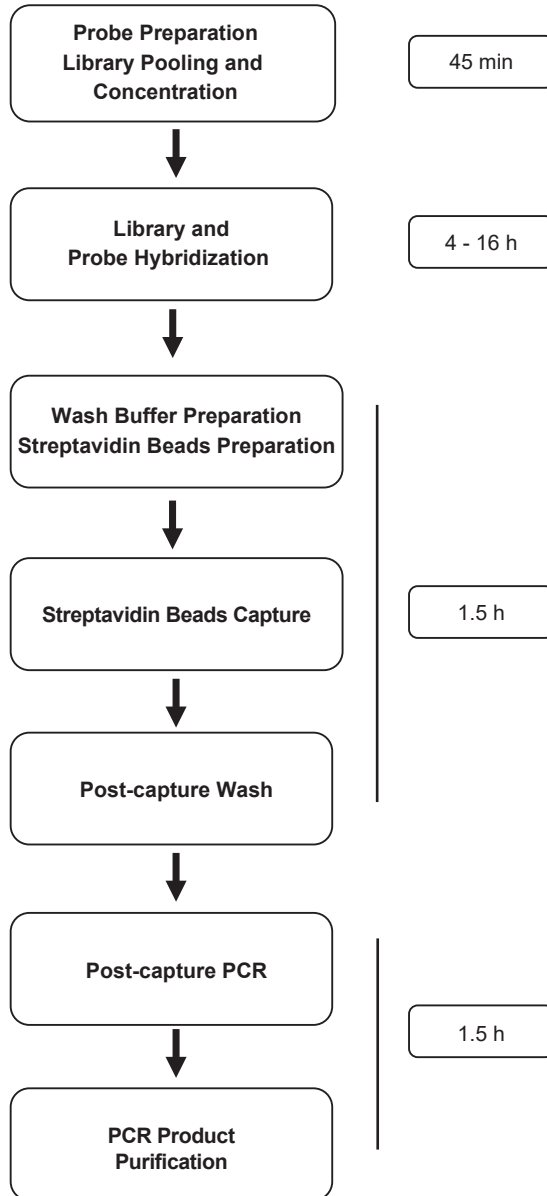 Probe Preparation
Library Pooling and
Concentration
45 min
Library and
Probe Hybridization
4 - 16 h
Wash Buffer Preparation
Streptavidin Beads Preparation
Streptavidin Beads Capture
1.5 h
Post-capture Wash
Post-capture PCR
1.5 h
PCR Product
Purification